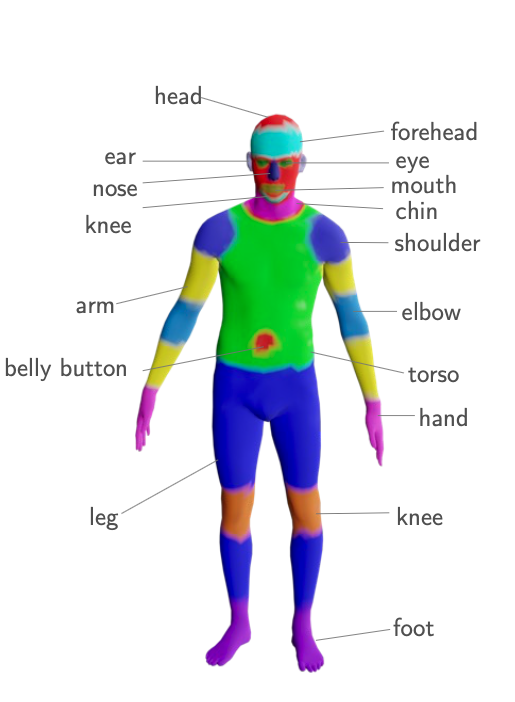 head
forehead
ear
eye
nose
mouth
knee
chin
shoulder
arm
elbow
belly button
torso
hand
leg
knee
foot